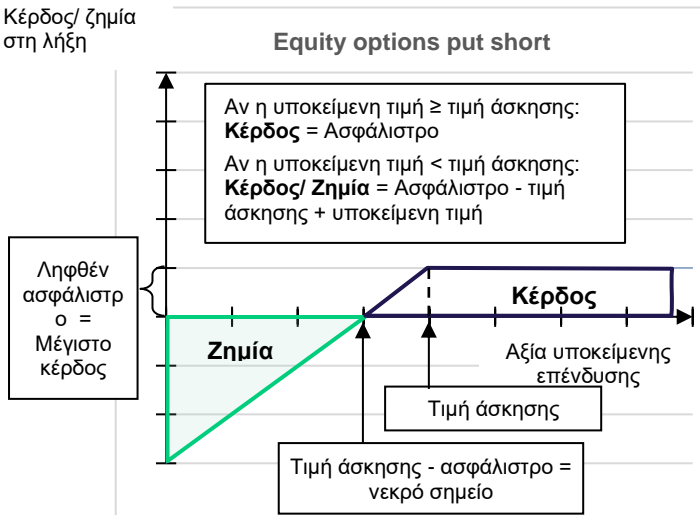 Κέρδος/ ζημία
στη λήξη
Equity options put short
Αν η υποκείμενη τιμή ≥ τιμή άσκησης:
Κέρδος = Ασφάλιστρο
Αν η υποκείμενη τιμή < τιμή άσκησης:
Κέρδος/ Ζημία = Ασφάλιστρο - τιμή
άσκησης + υποκείμενη τιμή
Ληφθέν
ασφάλιστρ
ο =
Μέγιστο
κέρδος
Κέρδος
Ζημία
Αξία υποκείμενης
επένδυσης
Τιμή άσκησης
Τιμή άσκησης - ασφάλιστρο =
νεκρό σημείο